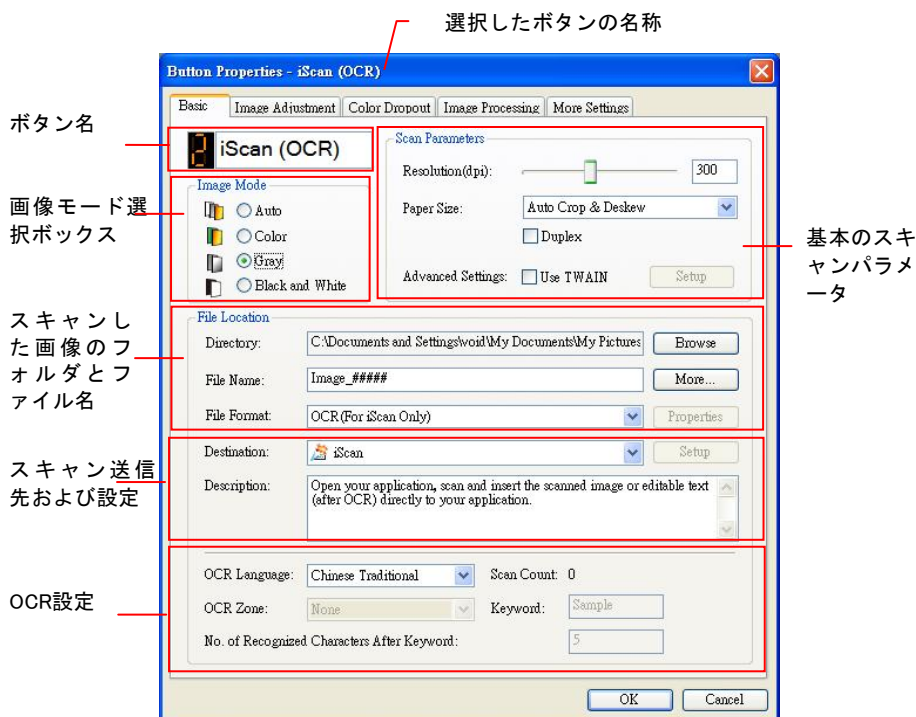 選択したボタンの名称
Button Properties - iScan (OCR)
Basic Image Adjustment Color Dropout Image Processing More Settings
ボタン名
2 iScan (OCR)
Scan Parameters
Resolution(dpi): 300
Paper Size: Auto Crop & Deskew
Duplex
Advanced Settings: Use TWAIN Setup
基本のスキ
ャンパラメ
ータ
画像モード選
択ボックス
Image Mode
Auto
Color
Gray
Black and White
スキャンし
た画像のフ
ォルダとフ
ァイル名
File Location
Directory: C:\Documents and Settings\void\My Documents\My Pictures Browse
File Name: Image_##### More...
File Format: OCR(For iScan Only) Properties
スキャン送信
先および設定
Destination: iScan Setup
Description: Open your application, scan and insert the scanned image or editable text
(after OCR) directly to your application.
OCR設定
OCR Language: Chinese Traditional Scan Count: 0
OCR Zone: None Keyword: Sample
No. of Recognized Characters After Keyword: 5
OK Cancel